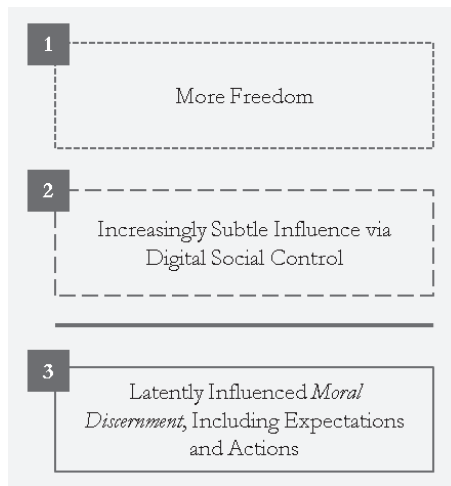 1
More Freedom
2
Increasingly Subtle Influence via
Digital Social Control
3
Latently Influenced Moral
Discernment, Including Expectations
and Actions